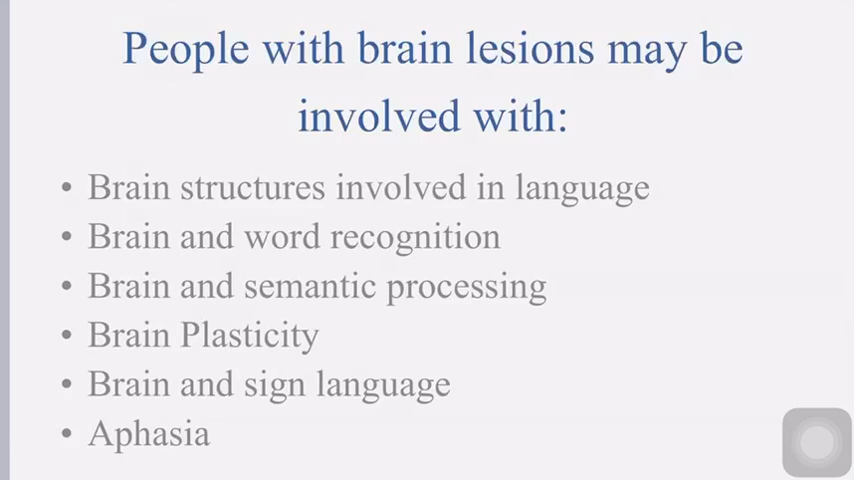 People with brain lesions may be
involved with:
• Brain structures involved in language
• Brain and word recognition
• Brain and semantic processing
• Brain Plasticity
• Brain and sign language
• Aphasia